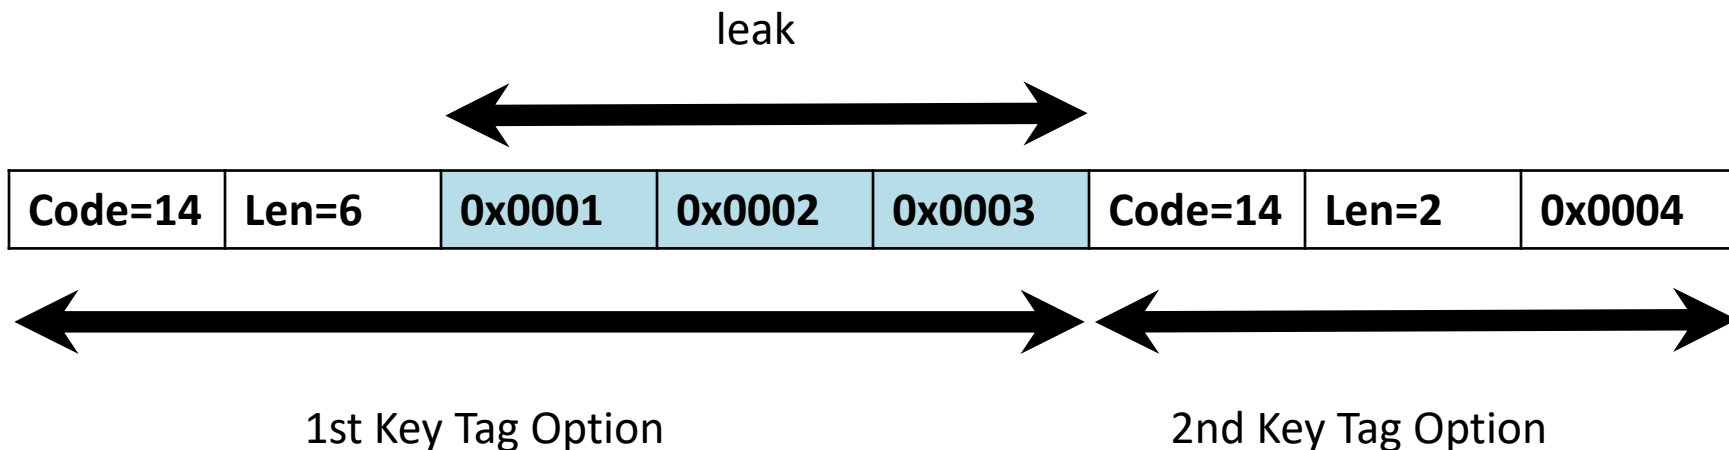 leak
Code=14 Len=6 0x0001 0x0002 0x0003 Code=14 Len=2 0x0004
1st Key Tag Option 2nd Key Tag Option